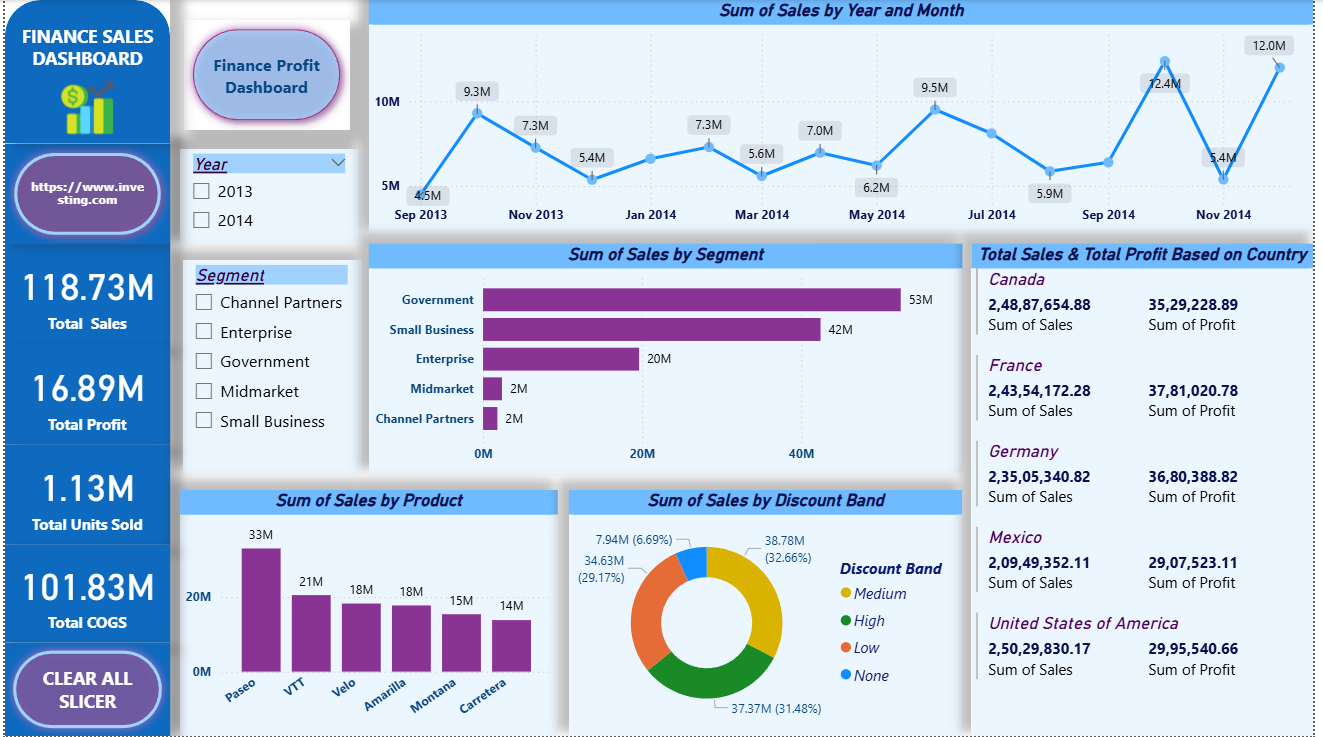 FINANCE SALES
DASHBOARD
https://www.inve
sting.com
118.73M
Total Sales
16.89M
Total Profit
1.13M
Total Units Sold
101.83M
Total COGS
CLEAR ALL
SLICER
Finance Profit
Dashboard
Year
2013
2014
Segment
Channel Partners
Enterprise
Government
Midmarket
Small Business
Sum of Sales by Year and Month
10M
5M
4.5M
9.3M
7.3M
5.4M
7.3M
5.6M
7.0M
6.2M
9.5M
5.9M
12.4M
5.4M
12.0M
Sep 2013
Nov 2013
Jan 2014
Mar 2014
May 2014
Jul 2014
Sep 2014
Nov 2014
Sum of Sales by Segment
Government 53M
Small Business 42M
Enterprise 20M
Midmarket 2M
Channel Partners 2M
0M 20M 40M
Sum of Sales by Product
20M
0M
33M
21M
18M
18M
15M
14M
Paseo
VTT
Velo
Amarilla
Montana
Carretera
Sum of Sales by Discount Band
7.94M (6.69%)
34.63M
(29.17%)
38.78M
(32.66%)
37.37M (31.48%)
Discount Band
Medium
High
Low
None
Total Sales & Total Profit Based on Country
Canada
2,48,87,654.88 35,29,228.89
Sum of Sales Sum of Profit
France
2,43,54,172.28 37,81,020.78
Sum of Sales Sum of Profit
Germany
2,35,05,340.82 36,80,388.82
Sum of Sales Sum of Profit
Mexico
2,09,49,352.11 29,07,523.11
Sum of Sales Sum of Profit
United States of America
2,50,29,830.17 29,95,540.66
Sum of Sales Sum of Profit